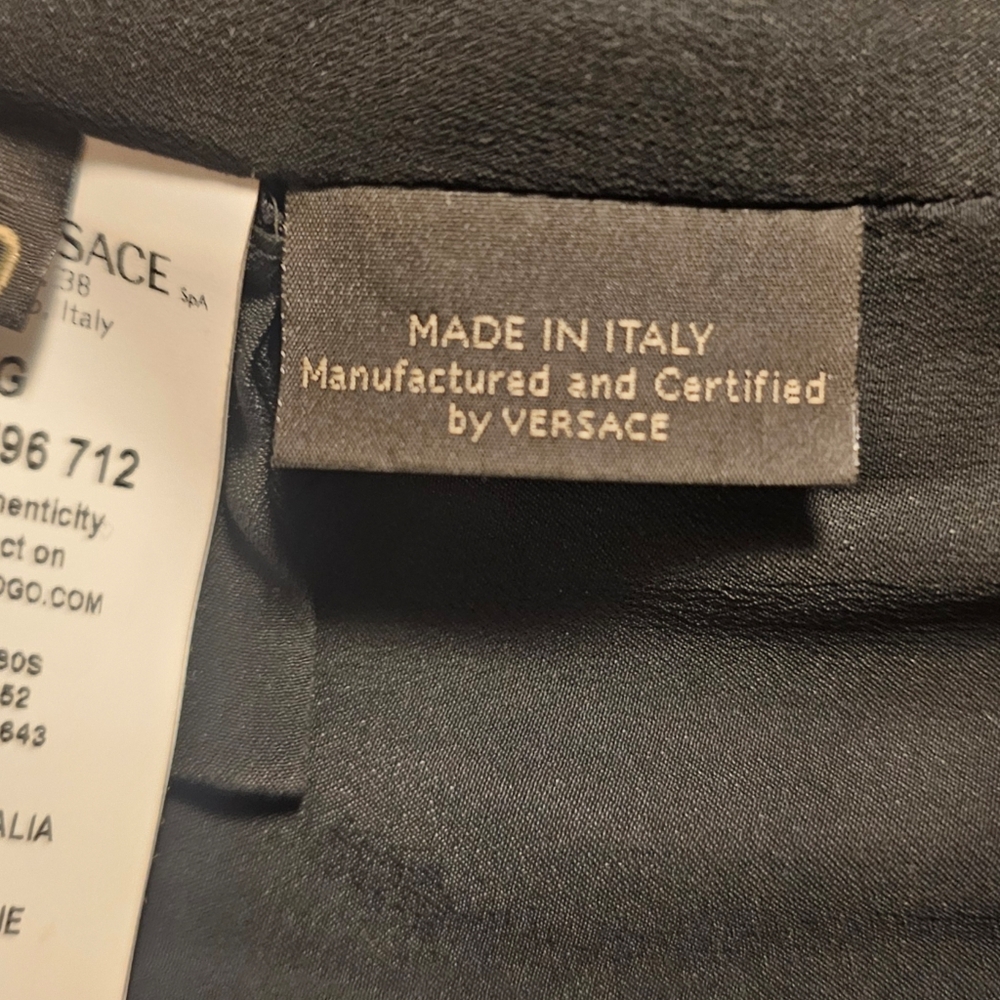 SACE SpA
38
Italy
G
96 712
henticity
ct on
OGO.COM
80S
52
643
ALIA
NE
MADE IN ITALY
Manufactured and Certified
by VERSACE